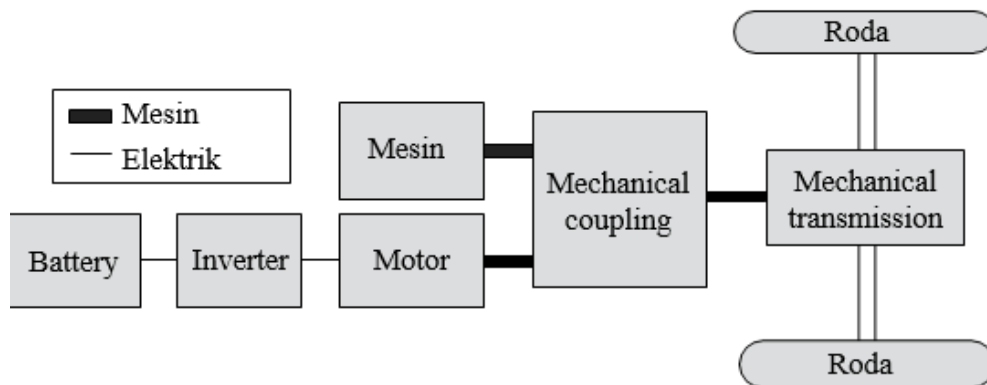 Roda
Mesin
Elektrik
Mesin
Mechanical
coupling
Mechanical
transmission
Battery
Inverter
Motor
Roda